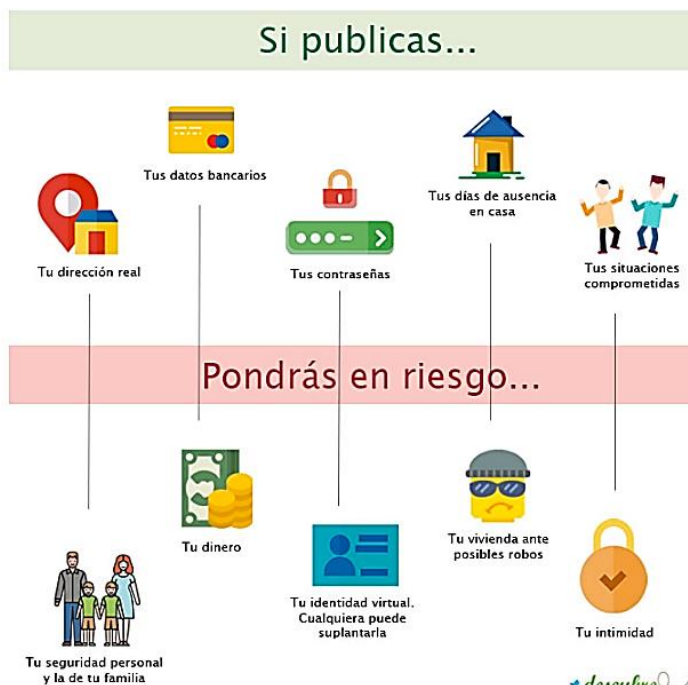 Si publicas...
Tus datos bancarios
Tus días de ausencia
en casa
Tu dirección real
Tus contraseñas
Tus situaciones
comprometidas
Pondrás en riesgo...
Tu dinero
Tu vivienda ante
posibles robos
Tu identidad virtual.
Cualquiera puede
suplantarla
Tu intimidad
Tu seguridad personal
y la de tu familia